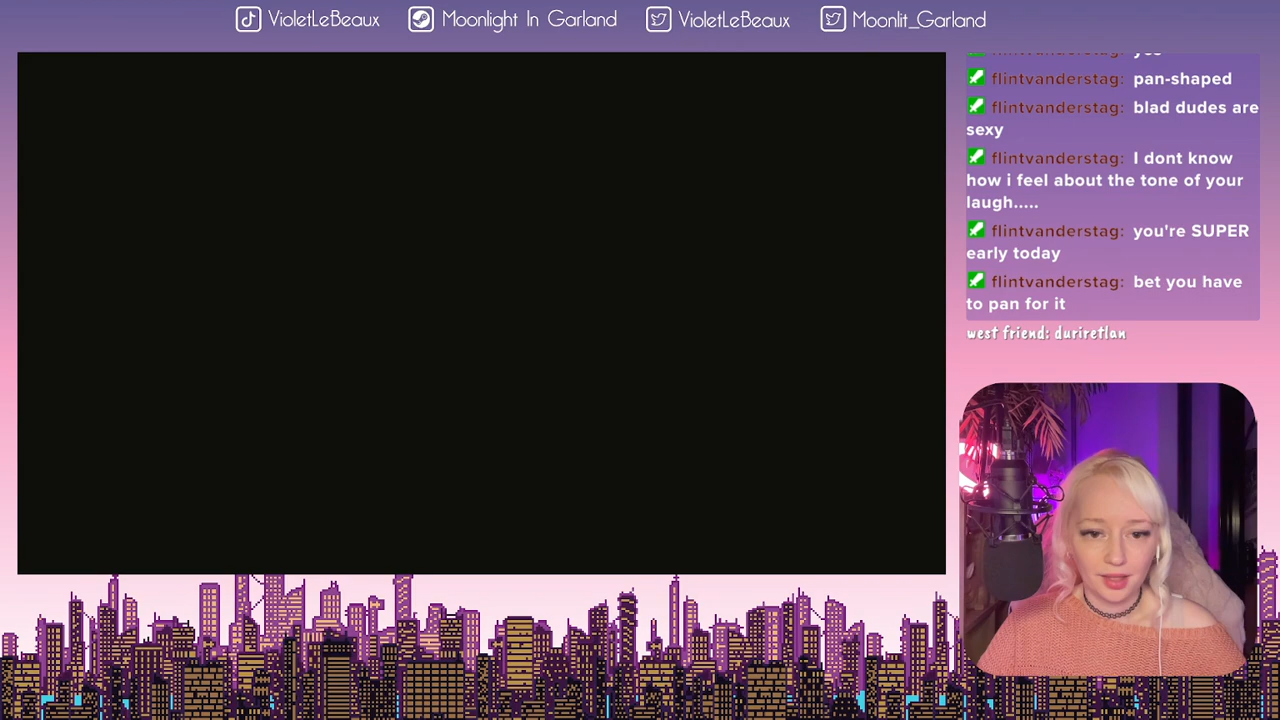 VioletLeBeaux Moonlight In Garland VioletLeBeaux Moonlit_Garland
flintvanderstag: yes
flintvanderstag: pan-shaped
flintvanderstag: blad dudes are
sexy
flintvanderstag: I dont know
how i feel about the tone of your
laugh.....
flintvanderstag: you're SUPER
early today
flintvanderstag: bet you have
to pan for it
west friend: duriretlan